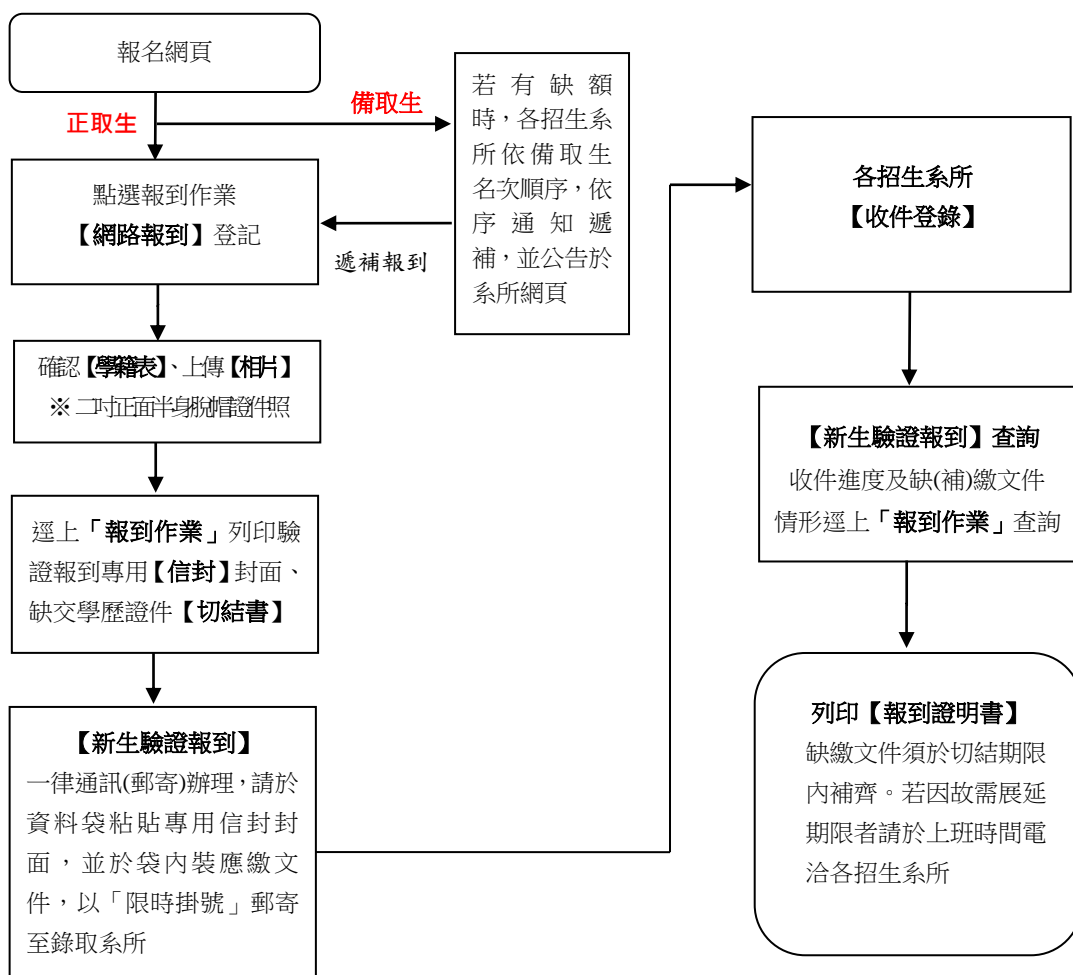 報名網頁
正取生
備取生
若有缺額
時，各招生系
所依備取生
名次順序，依
序通知遞
補，並公告於
系所網頁
點選報到作業
【網路報到】登記
遞補報到
確認【學籍表】、上傳【相片】
※ 二吋正面半身脫帽證件照
逕上「報到作業」列印驗
證報到專用【信封】封面、
缺交學歷證件【切結書】
【新生驗證報到】
一律通訊(郵寄)辦理，請於
資料袋粘貼專用信封封
面，並於袋內裝應繳文
件，以「限時掛號」郵寄
至錄取系所
各招生系所
【收件登錄】
【新生驗證報到】查詢
收件進度及缺(補)繳文件
情形逕上「報到作業」查詢
列印【報到證明書】
缺繳文件須於切結期限
內補齊。若因故需展延
期限者請於上班時間電
洽各招生系所